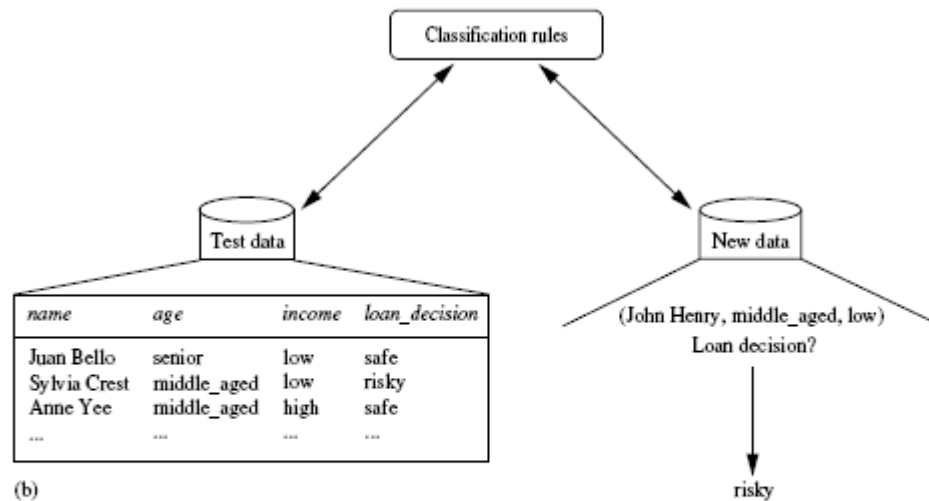 Classification rules
Test data
name age income loan_decision
Juan Bello senior low safe
Sylvia Crest middle_aged low risky
Anne Yee middle_aged high safe
... ... ... ...
New data
(John Henry, middle_aged, low)
Loan decision?
risky
(b)